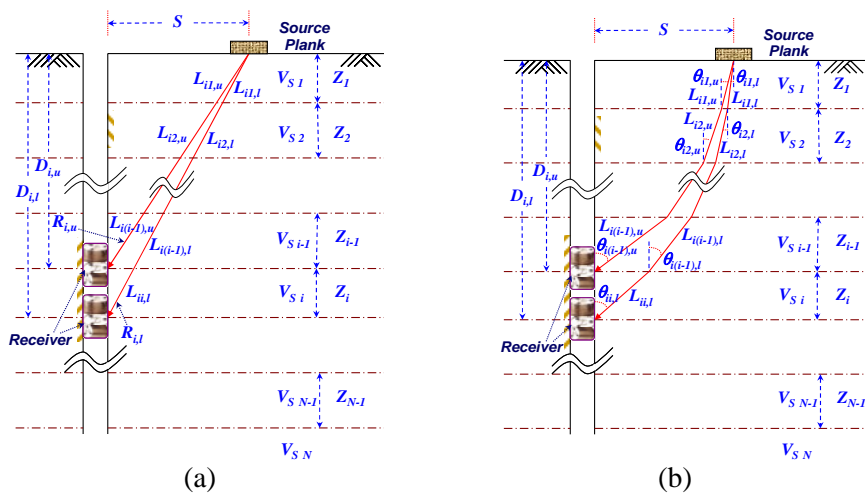 S
Source
Plank
L_{i1,u}
L_{i1,l}
V_{S 1}
Z_1
L_{i2,u}
L_{i2,l}
V_{S 2}
Z_2
D_{i,u}
D_{i,l}
R_{i,u}
L_{i(i-1),u}
L_{i(i-1),l}
V_{S i-1}
Z_{i-1}
L_{ii,l}
V_{S i}
Z_i
Receiver
R_{i,l}
V_{S N-1}
Z_{N-1}
V_{S N}
(a)
S
Source
Plank
θ_{i1,u}
θ_{i1,l}
L_{i1,u}
L_{i1,l}
V_{S 1}
Z_1
L_{i2,u}
θ_{i2,l}
θ_{i2,u}
L_{i2,l}
V_{S 2}
Z_2
D_{i,u}
D_{i,l}
L_{i(i-1),u}
L_{i(i-1),l}
V_{S i-1}
Z_{i-1}
θ_{i(i-1),u}
θ_{i(i-1),l}
θ_{ii,l}
L_{ii,l}
V_{S i}
Z_i
Receiver
V_{S N-1}
Z_{N-1}
V_{S N}
(b)